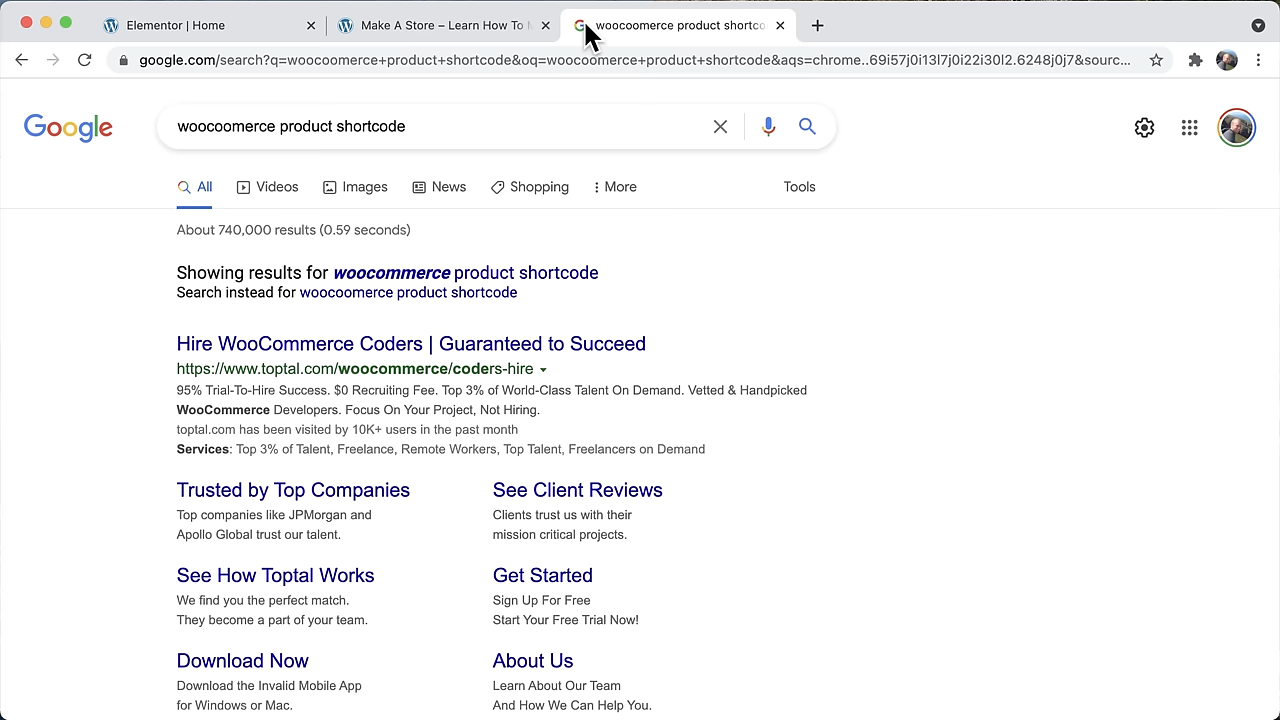 Elementor | Home
Make A Store – Learn How To M
woocoomerce product shortco
google.com/search?q=woocoomerce+product+shortcode&oq=woocoomerce+product+shortcode&aqs=chrome..69i57j0i13l7j0i22i30l2.6248j0j7&sourc...
Google
woocoomerce product shortcode
All
Videos
Images
News
Shopping
More
Tools
About 740,000 results (0.59 seconds)
Showing results for woocommerce product shortcode
Search instead for woocoomerce product shortcode
Hire WooCommerce Coders | Guaranteed to Succeed
https://www.toptal.com/woocommerce/coders-hire
95% Trial-To-Hire Success. $0 Recruiting Fee. Top 3% of World-Class Talent On Demand. Vetted & Handpicked
WooCommerce Developers. Focus On Your Project, Not Hiring.
toptal.com has been visited by 10K+ users in the past month
Services: Top 3% of Talent, Freelance, Remote Workers, Top Talent, Freelancers on Demand
Trusted by Top Companies
Top companies like JPMorgan and
Apollo Global trust our talent.
See Client Reviews
Clients trust us with their
mission critical projects.
See How Toptal Works
We find you the perfect match.
They become a part of your team.
Get Started
Sign Up For Free
Start Your Free Trial Now!
Download Now
Download the Invalid Mobile App
for Windows or Mac.
About Us
Learn About Our Team
And How We Can Help You.